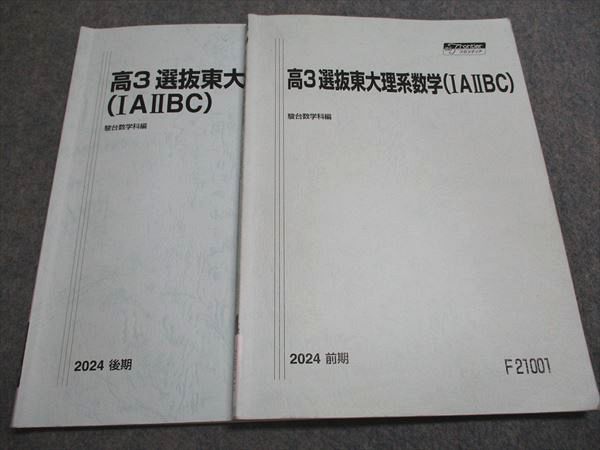 高3 選抜東大
(ⅠAⅡBC)
駿台数学科編
2024 後期
高3 選抜東大理系数学(ⅠAⅡBC)
駿台数学科編
2024 前期
F21001